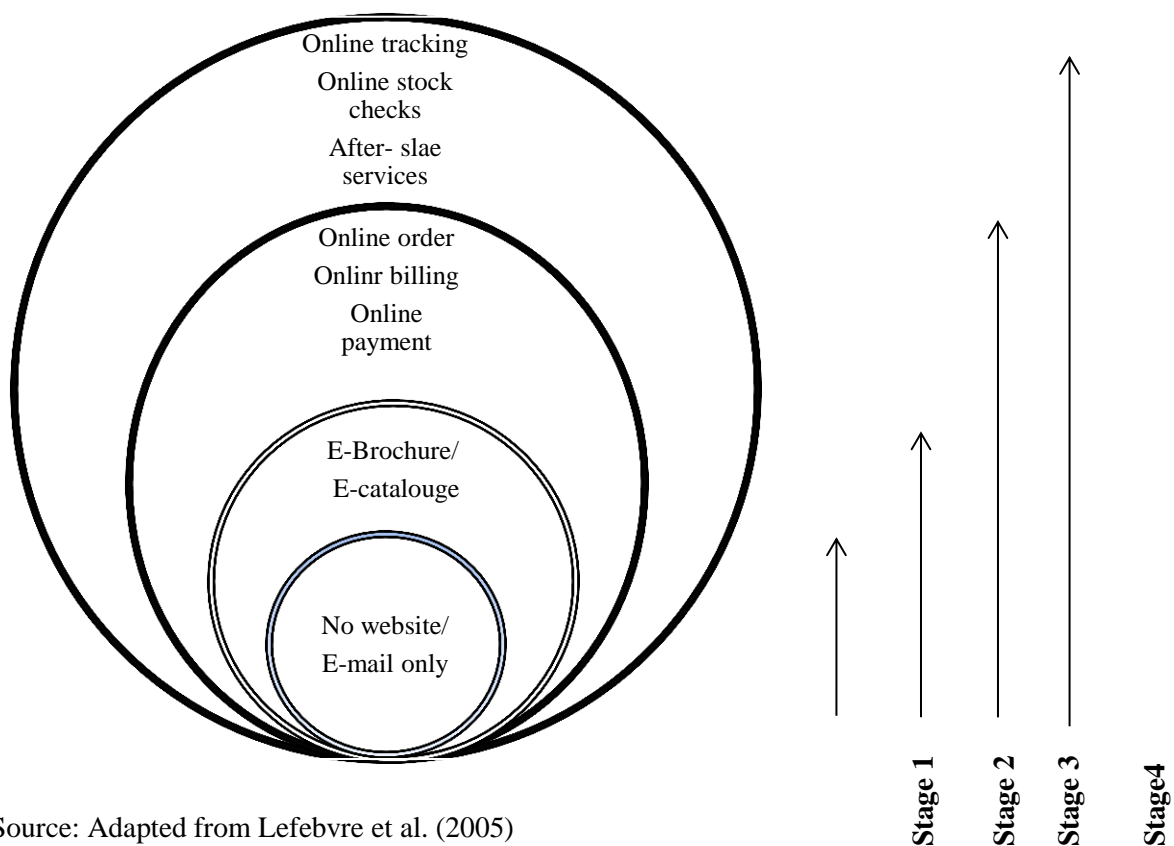 Online tracking
Online stock
checks
After- slae
services
Online order
Onlinr billing
Online
payment
E-Brochure/
E-catalouge
No website/
E-mail only
Stage 1
Stage 2
Stage 3
Stage4
Source: Adapted from Lefebvre et al. (2005)